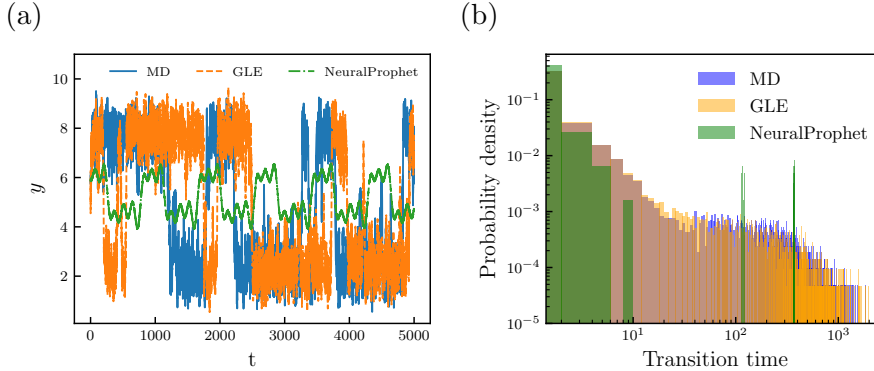 (a)
MD GLE NeuralProphet
10
8
6
4
2
y
0 1000 2000 3000 4000 5000
t
(b)
MD
GLE
NeuralProphet
10⁻¹
10⁻²
10⁻³
10⁻⁴
10⁻⁵
Probability density
10¹ 10² 10³
Transition time